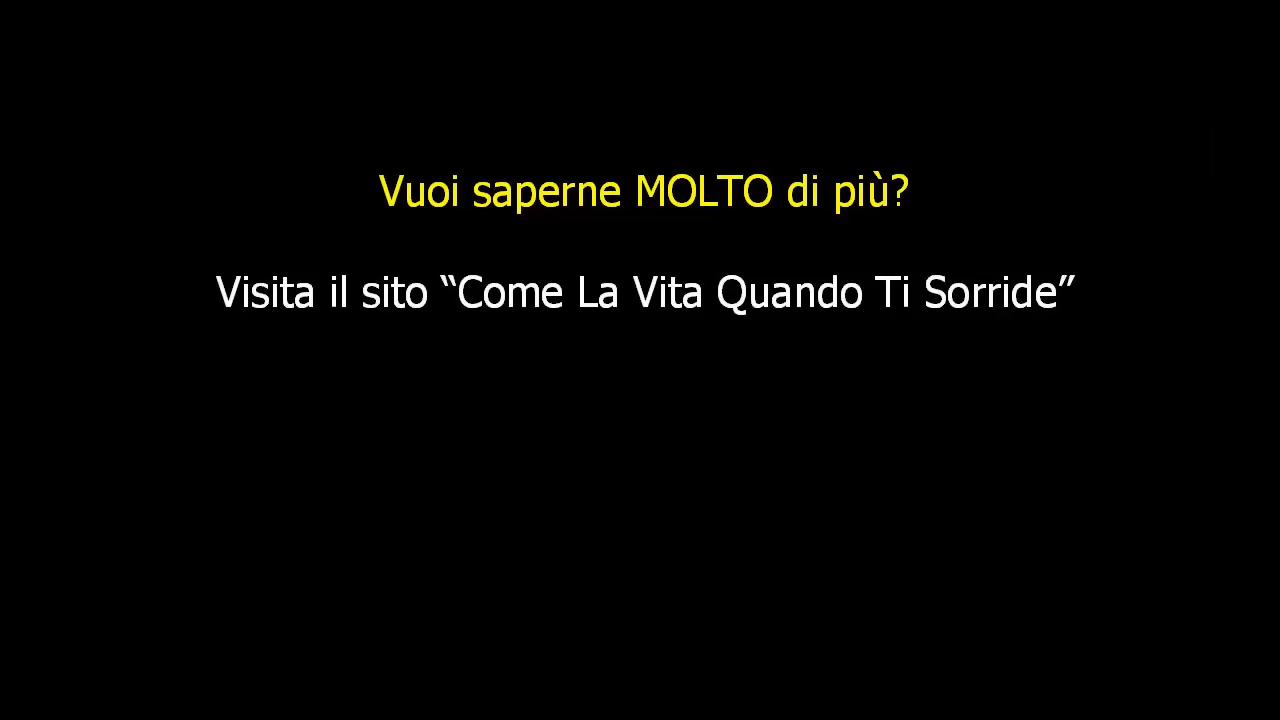 Vuoi saperne MOLTO di più?
Visita il sito “Come La Vita Quando Ti Sorride”